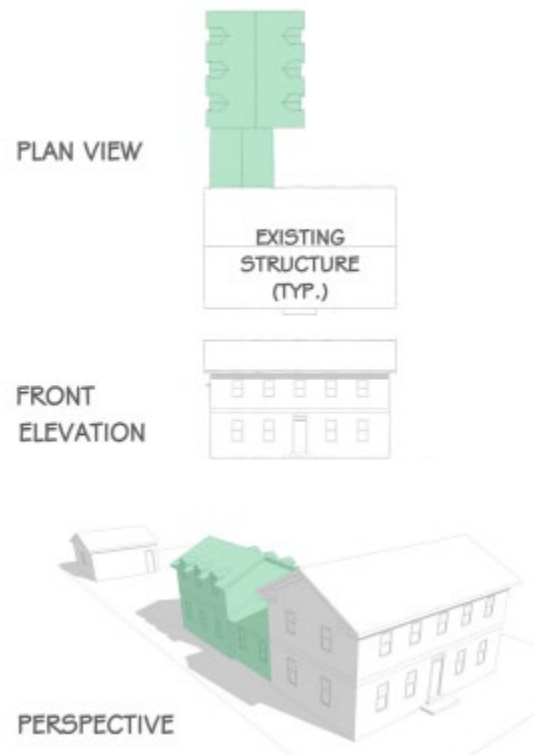 PLAN VIEW
EXISTING
STRUCTURE
(TYP.)
FRONT
ELEVATION
PERSPECTIVE